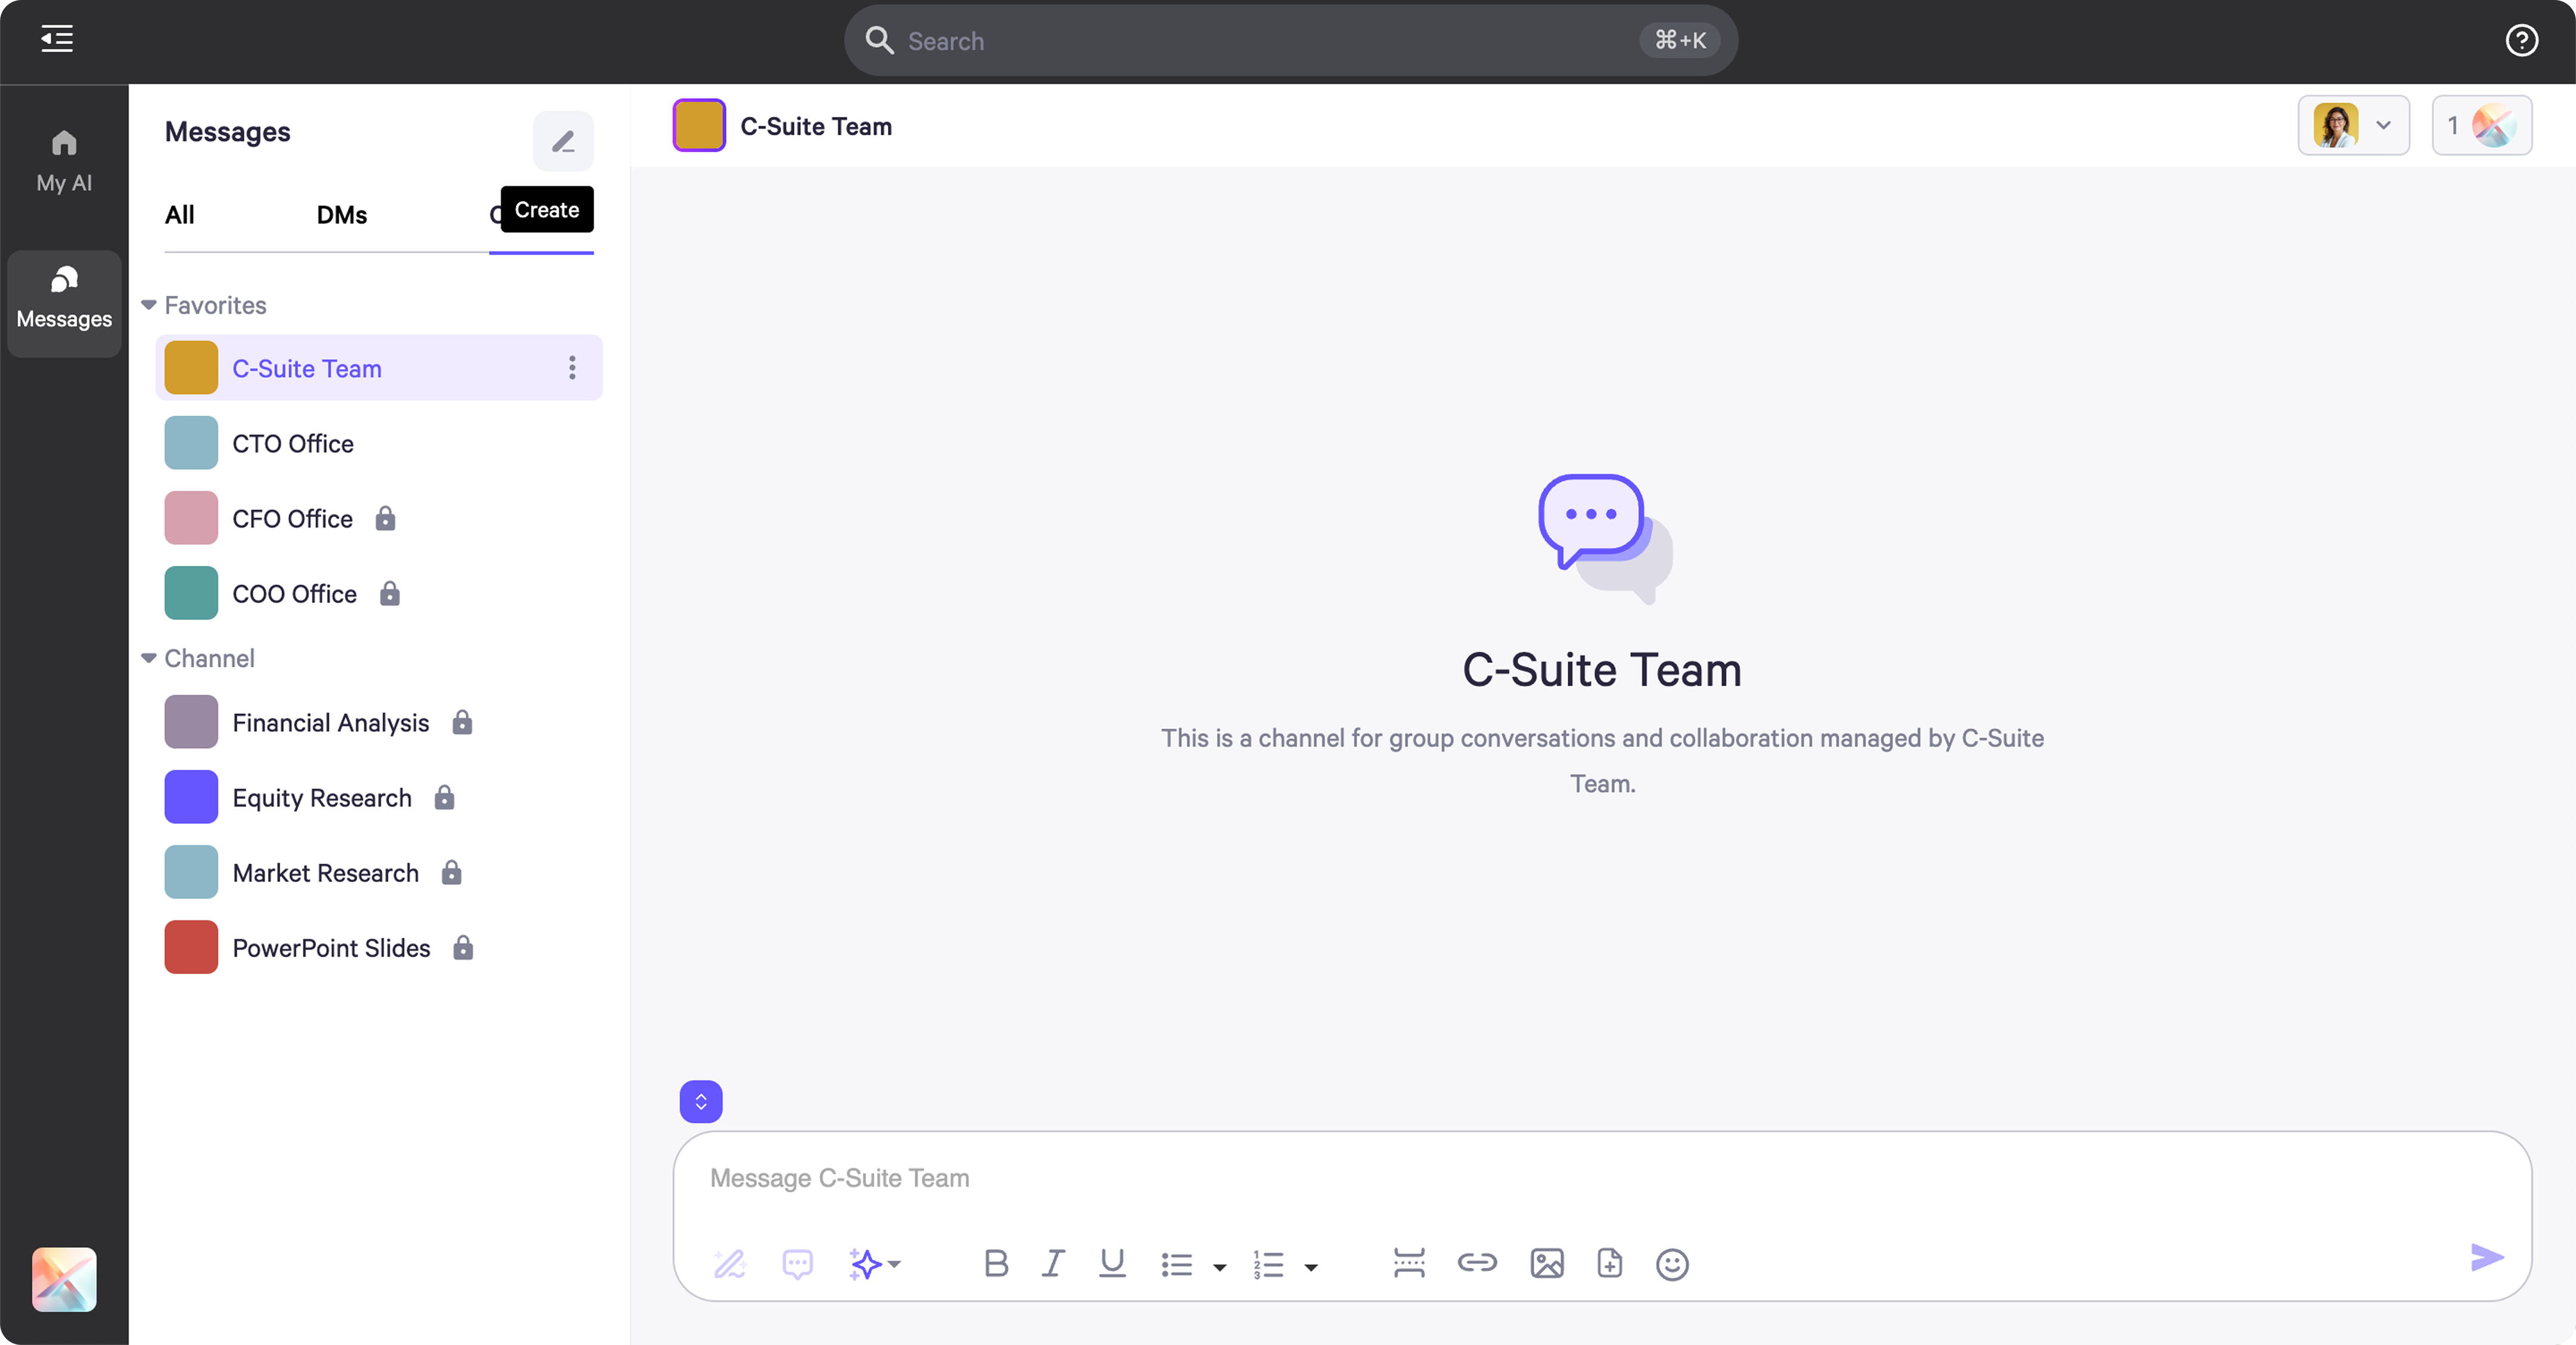 Search
⌘+K
My AI
Messages
Messages
All
DMs
Create
Favorites
C-Suite Team
CTO Office
CFO Office
COO Office
Channel
Financial Analysis
Equity Research
Market Research
PowerPoint Slides
C-Suite Team
1
C-Suite Team
This is a channel for group conversations and collaboration managed by C-Suite
Team.
Message C-Suite Team